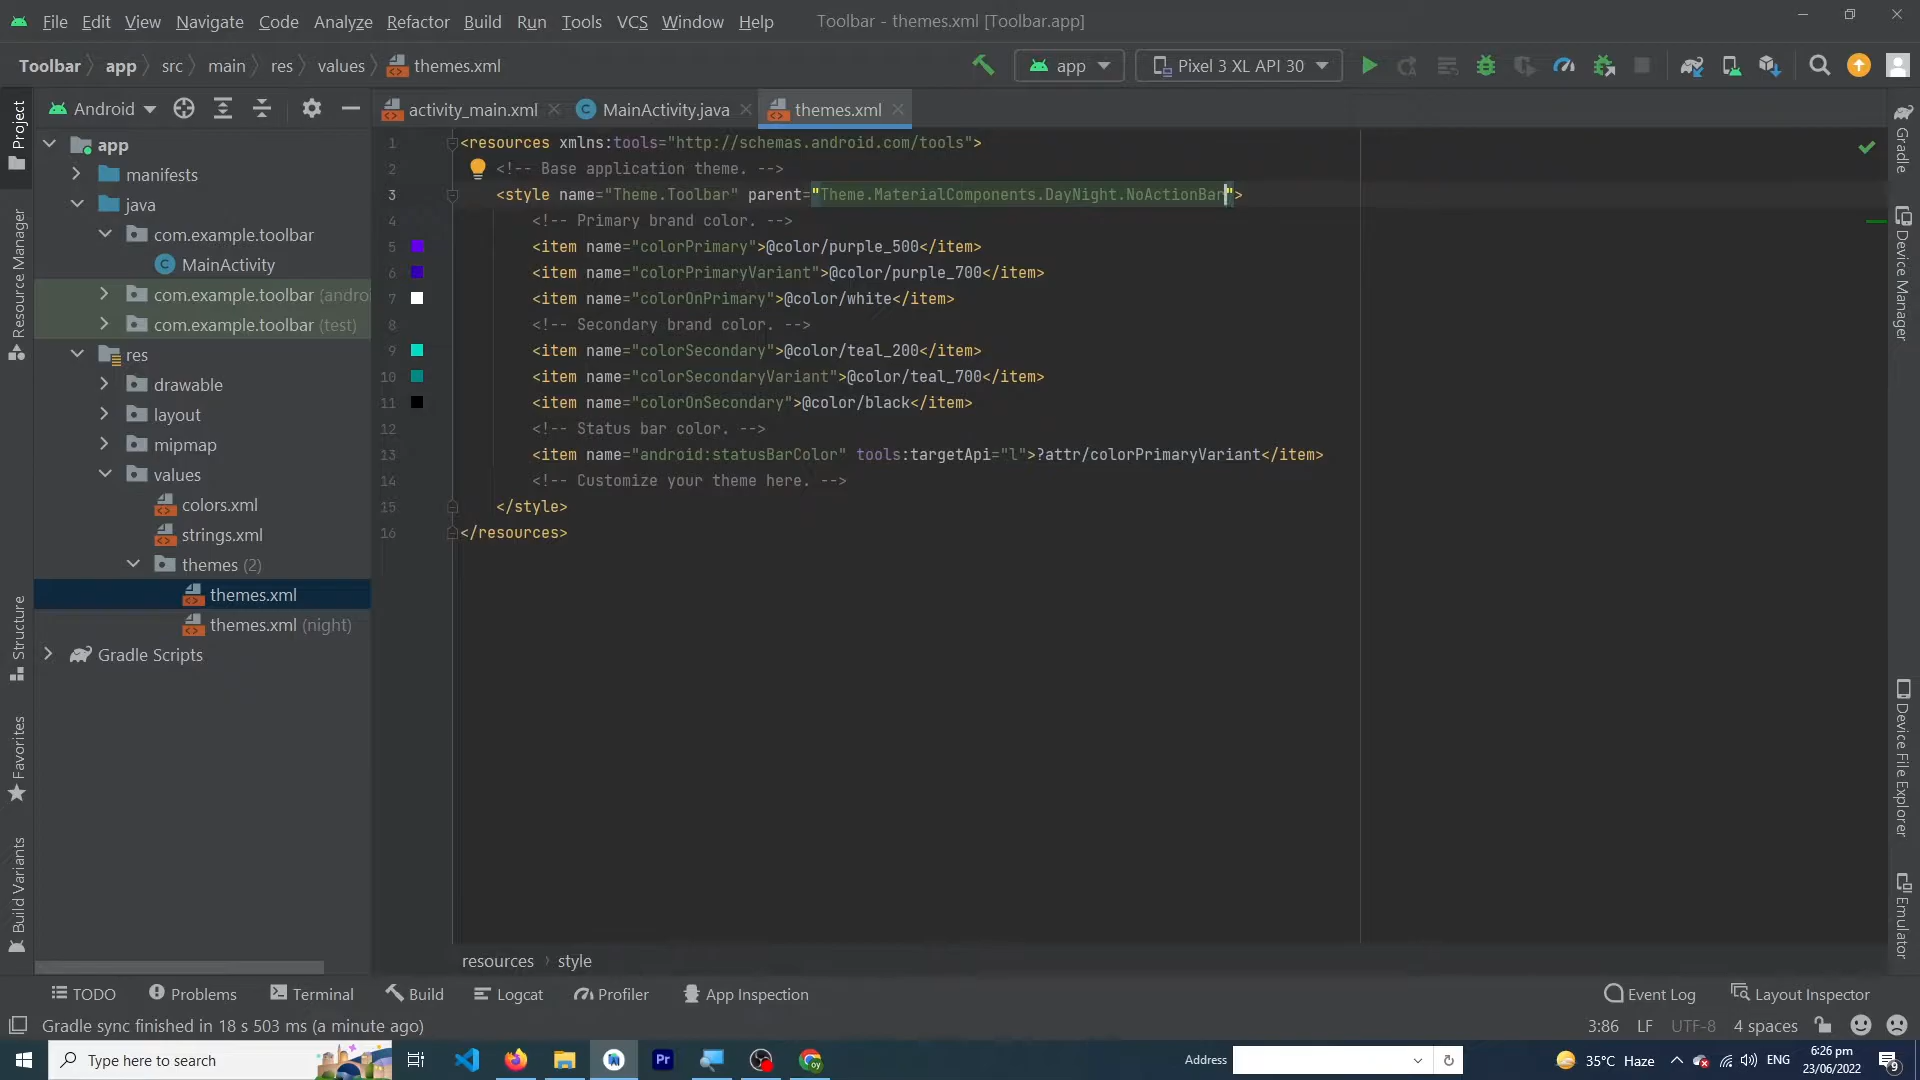 File Edit View Navigate Code Analyze Refactor Build Run Tools VCS Window Help Toolbar - themes.xml [Toolbar.app]
Toolbar app src main res values themes.xml app Pixel 3 XL API 30
Project
Resource Manager
Structure
Favorites
Build Variants
Android
app
manifests
java
com.example.toolbar
MainActivity
com.example.toolbar (andro
com.example.toolbar (test)
res
drawable
layout
mipmap
values
colors.xml
strings.xml
themes (2)
themes.xml
themes.xml (night)
Gradle Scripts
activity_main.xml MainActivity.java themes.xml
1 <resources xmlns:tools="http://schemas.android.com/tools">
2 <!-- Base application theme. -->
3 <style name="Theme.Toolbar" parent="Theme.MaterialComponents.DayNight.NoActionBar">
4 <!-- Primary brand color. -->
5 <item name="colorPrimary">@color/purple_500</item>
6 <item name="colorPrimaryVariant">@color/purple_700</item>
7 <item name="colorOnPrimary">@color/white</item>
8 <!-- Secondary brand color. -->
9 <item name="colorSecondary">@color/teal_200</item>
10 <item name="colorSecondaryVariant">@color/teal_700</item>
11 <item name="colorOnSecondary">@color/black</item>
12 <!-- Status bar color. -->
13 <item name="android:statusBarColor" tools:targetApi="l">?attr/colorPrimaryVariant</item>
14 <!-- Customize your theme here. -->
15 </style>
16 </resources>
resources style
Gradle
Device Manager
Device File Explorer
Emulator
TODO Problems Terminal Build Logcat Profiler App Inspection Event Log Layout Inspector
Gradle sync finished in 18 s 503 ms (a minute ago) 3:86 LF UTF-8 4 spaces
Type here to search Pr Address 35°C Haze ENG 6:26 pm
23/06/2022 9